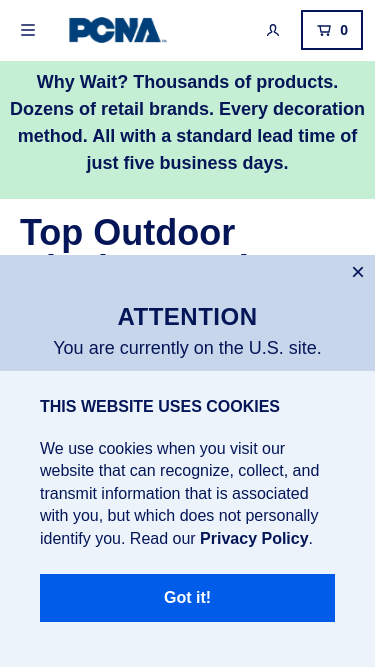 PCNA
0
Why Wait? Thousands of products.
Dozens of retail brands. Every decoration
method. All with a standard lead time of
just five business days.
Top Outdoor
ATTENTION
You are currently on the U.S. site.
THIS WEBSITE USES COOKIES
We use cookies when you visit our
website that can recognize, collect, and
transmit information that is associated
with you, but which does not personally
identify you. Read our Privacy Policy.
Got it!